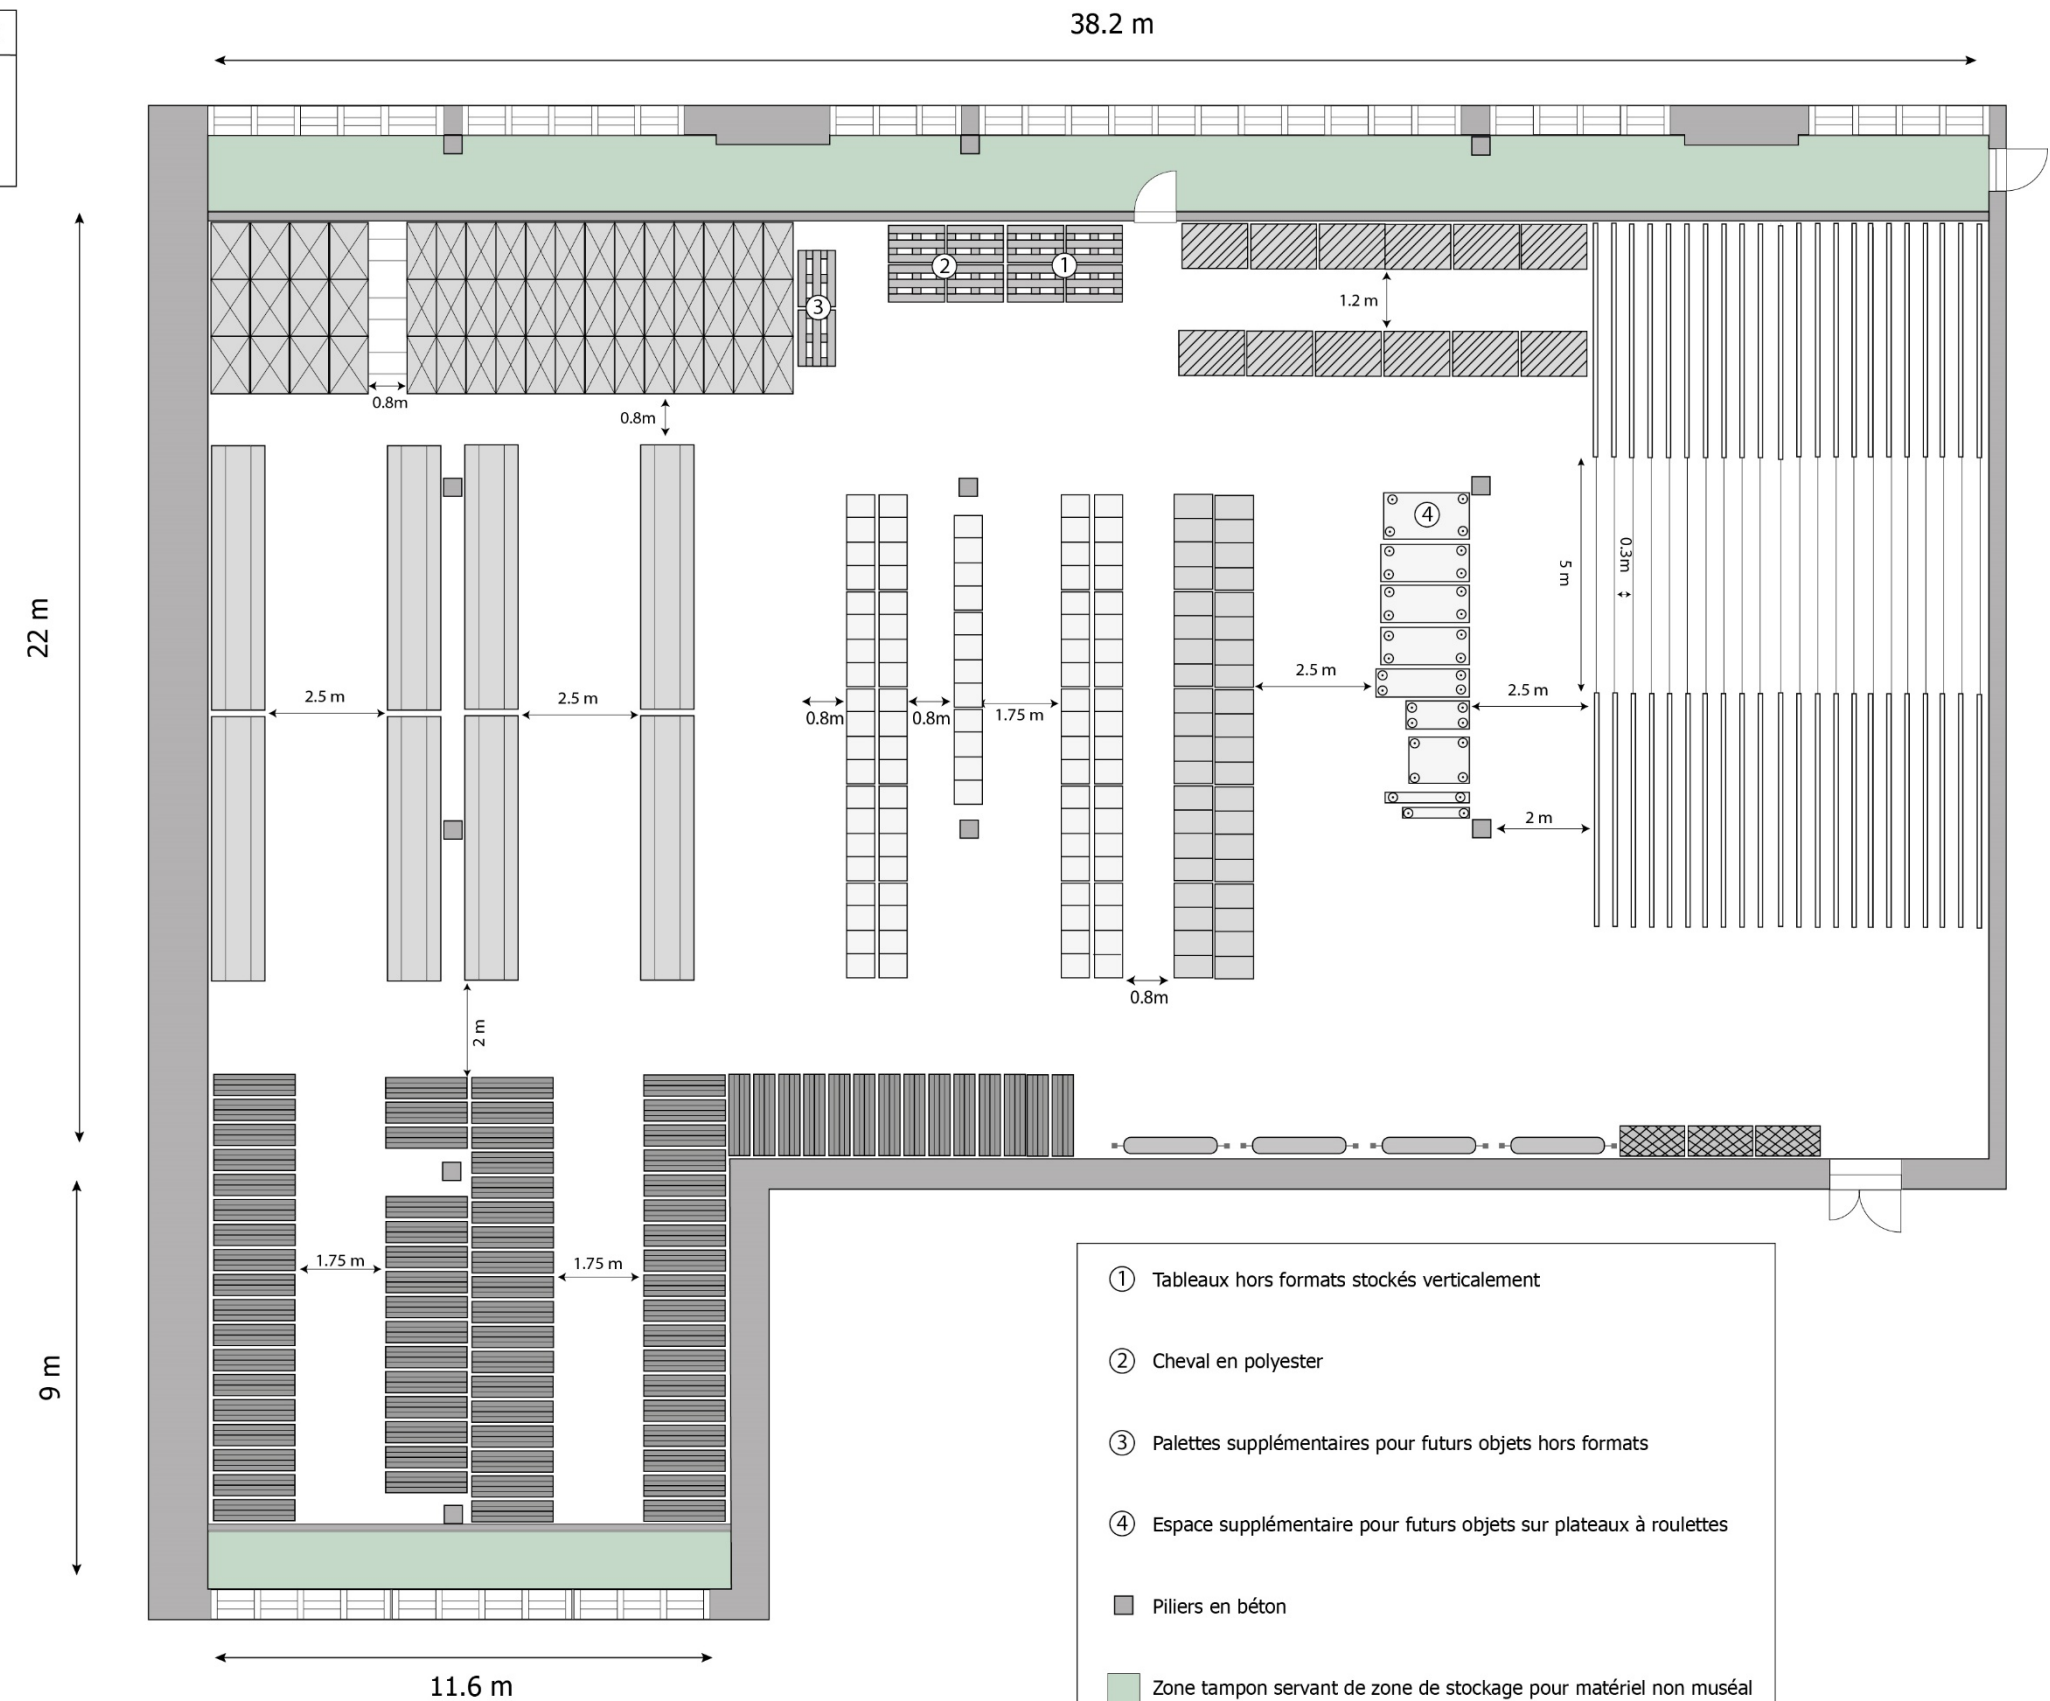 38.2 m
2
1
3
1.2 m
0.8m
0.8m
4
0.3m
5 m
22 m
2.5 m
2.5 m
0.8m
0.8m
1.75 m
2.5 m
2.5 m
2 m
0.8m
2 m
1.75 m
1.75 m
9 m
1 Tableaux hors formats stockés verticalement
2 Cheval en polyester
3 Palettes supplémentaires pour futurs objets hors formats
4 Espace supplémentaire pour futurs objets sur plateaux à roulettes
Piliers en béton
Zone tampon servant de zone de stockage pour matériel non muséal
11.6 m